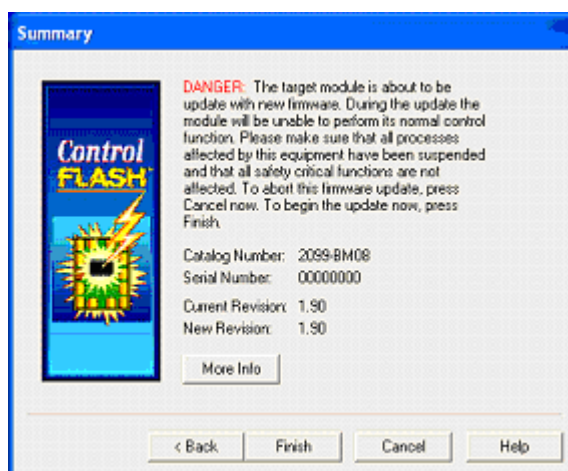 Summary
Control
FLASH
DANGER: The target module is about to be
update with new firmware. During the update the
module will be unable to perform its normal control
function. Please make sure that all processes
affected by this equipment have been suspended
and that all safety critical functions are not
affected. To abort this firmware update, press
Cancel now. To begin the update now, press
Finish.
Catalog Number: 2099-BM08
Serial Number: 00000000
Current Revision: 1.90
New Revision: 1.90
More Info
< Back
Finish
Cancel
Help